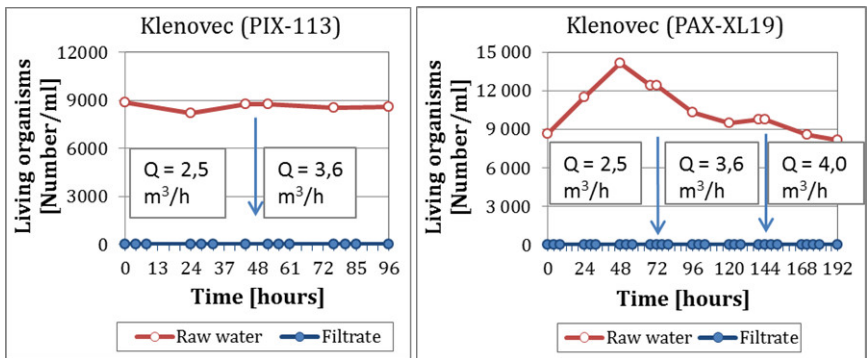 Klenovec (PIX-113)
Living organisms
[Number/ml]
12000
9000
6000
3000
0
Q = 2,5
m³/h
Q = 3,6
m³/h
0 13 24 37 48 61 72 85 96
Time [hours]
Raw water Filtrate
Klenovec (PAX-XL19)
Living organisms
[Number/ml]
15 000
12 000
9 000
6 000
3 000
0
Q = 2,5
m³/h
Q = 3,6
m³/h
Q = 4,0
m³/h
0 24 48 72 96 120 144 168 192
Time [hours]
Raw water Filtrate